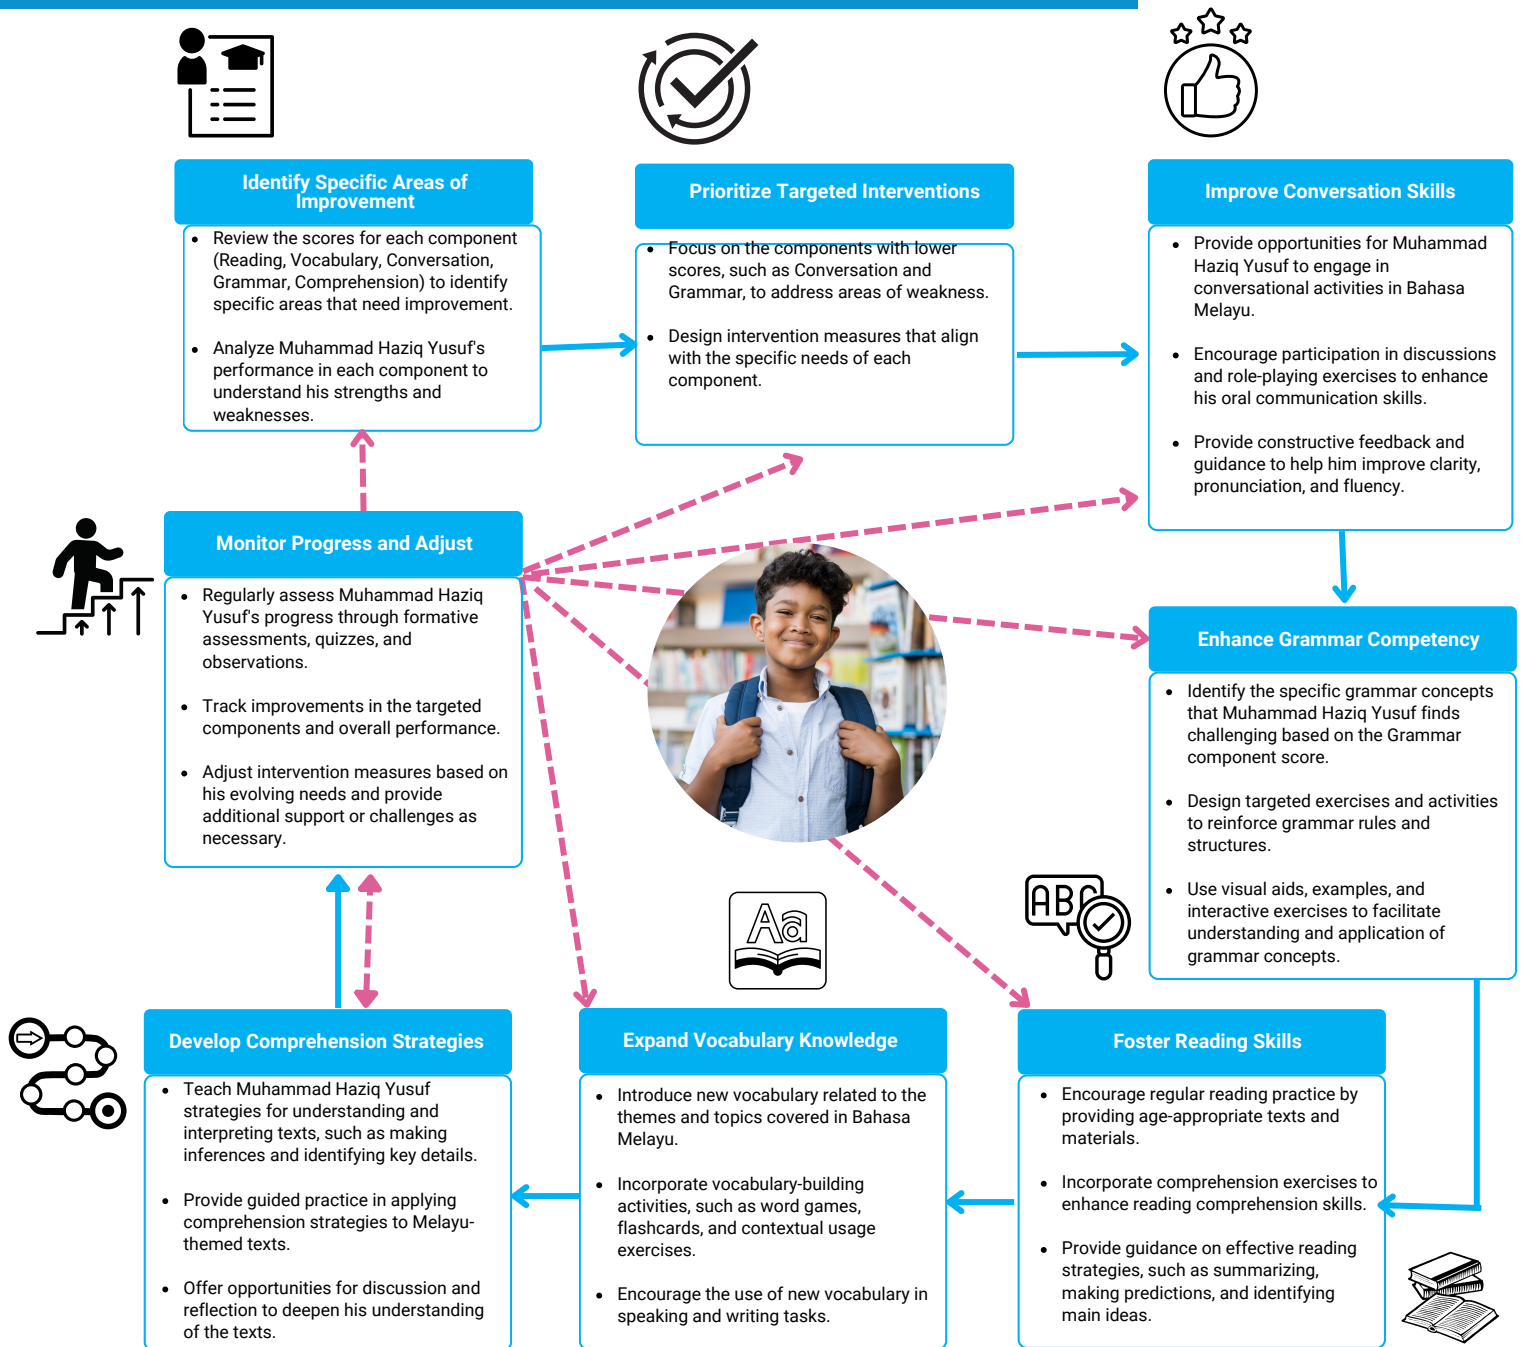 Identify Specific Areas of
Improvement
• Review the scores for each component
(Reading, Vocabulary, Conversation,
Grammar, Comprehension) to identify
specific areas that need improvement.
• Analyze Muhammad Haziq Yusuf's
performance in each component to
understand his strengths and
weaknesses.
Prioritize Targeted Interventions
• Focus on the components with lower
scores, such as Conversation and
Grammar, to address areas of weakness.
• Design intervention measures that align
with the specific needs of each
component.
Improve Conversation Skills
• Provide opportunities for Muhammad
Haziq Yusuf to engage in
conversational activities in Bahasa
Melayu.
• Encourage participation in discussions
and role-playing exercises to enhance
his oral communication skills.
• Provide constructive feedback and
guidance to help him improve clarity,
pronunciation, and fluency.
Monitor Progress and Adjust
• Regularly assess Muhammad Haziq
Yusuf's progress through formative
assessments, quizzes, and
observations.
• Track improvements in the targeted
components and overall performance.
• Adjust intervention measures based on
his evolving needs and provide
additional support or challenges as
necessary.
Enhance Grammar Competency
• Identify the specific grammar concepts
that Muhammad Haziq Yusuf finds
challenging based on the Grammar
component score.
• Design targeted exercises and activities
to reinforce grammar rules and
structures.
• Use visual aids, examples, and
interactive exercises to facilitate
understanding and application of
grammar concepts.
Aa
ABC
Develop Comprehension Strategies
• Teach Muhammad Haziq Yusuf
strategies for understanding and
interpreting texts, such as making
inferences and identifying key details.
• Provide guided practice in applying
comprehension strategies to Melayu-
themed texts.
• Offer opportunities for discussion and
reflection to deepen his understanding
of the texts.
Expand Vocabulary Knowledge
• Introduce new vocabulary related to the
themes and topics covered in Bahasa
Melayu.
• Incorporate vocabulary-building
activities, such as word games,
flashcards, and contextual usage
exercises.
• Encourage the use of new vocabulary in
speaking and writing tasks.
Foster Reading Skills
• Encourage regular reading practice by
providing age-appropriate texts and
materials.
• Incorporate comprehension exercises to
enhance reading comprehension skills.
• Provide guidance on effective reading
strategies, such as summarizing,
making predictions, and identifying
main ideas.